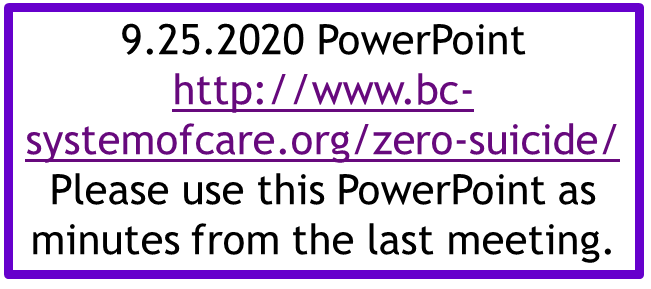 9.25.2020 PowerPoint
http://www.bc-
systemofcare.org/zero-suicide/
Please use this PowerPoint as
minutes from the last meeting.